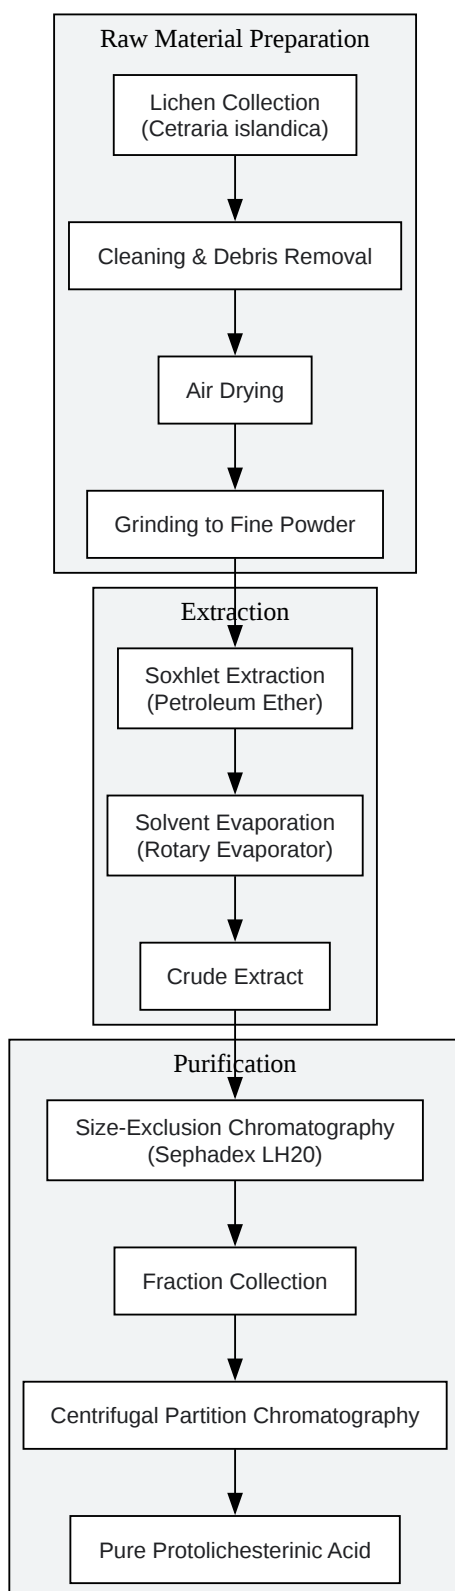 Raw Material Preparation
Lichen Collection
(Cetraria islandica)
Cleaning & Debris Removal
Air Drying
Grinding to Fine Powder
Extraction
Soxhlet Extraction
(Petroleum Ether)
Solvent Evaporation
(Rotary Evaporator)
Crude Extract
Purification
Size-Exclusion Chromatography
(Sephadex LH20)
Fraction Collection
Centrifugal Partition Chromatography
Pure Protolichesterinic Acid